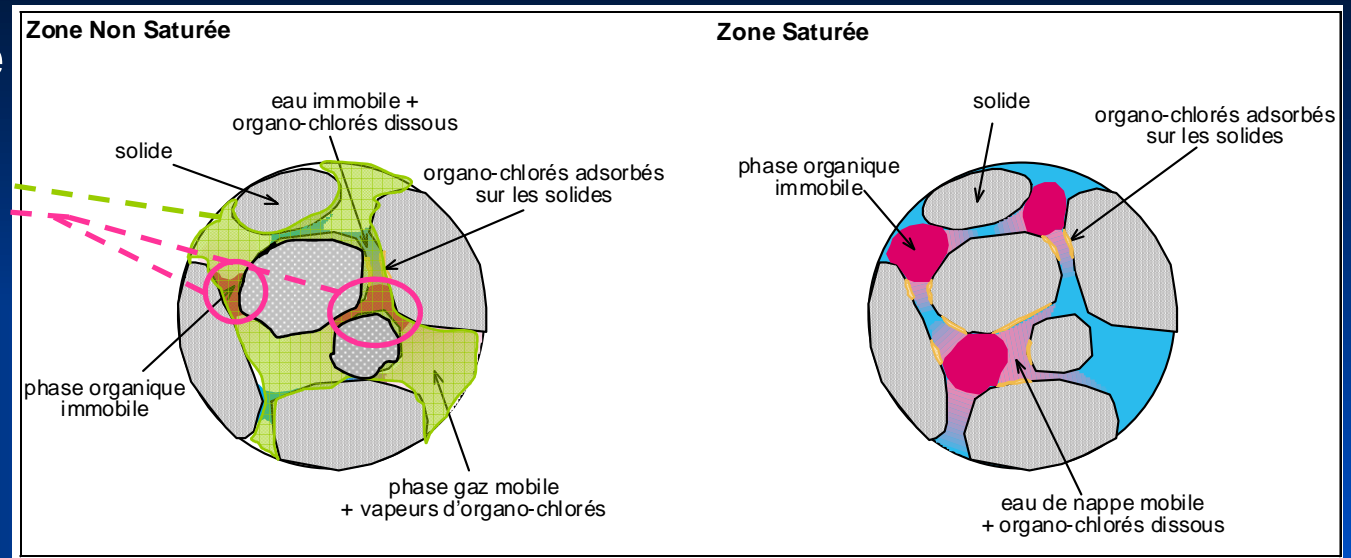 e
Zone Non Saturée
eau immobile +
organo-chlorés dissous
solide
organo-chlorés adsorbés
sur les solides
phase organique
immobile
phase gaz mobile
+ vapeurs d'organo-chlorés
Zone Saturée
solide
organo-chlorés adsorbés
sur les solides
phase organique
immobile
eau de nappe mobile
+ organo-chlorés dissous